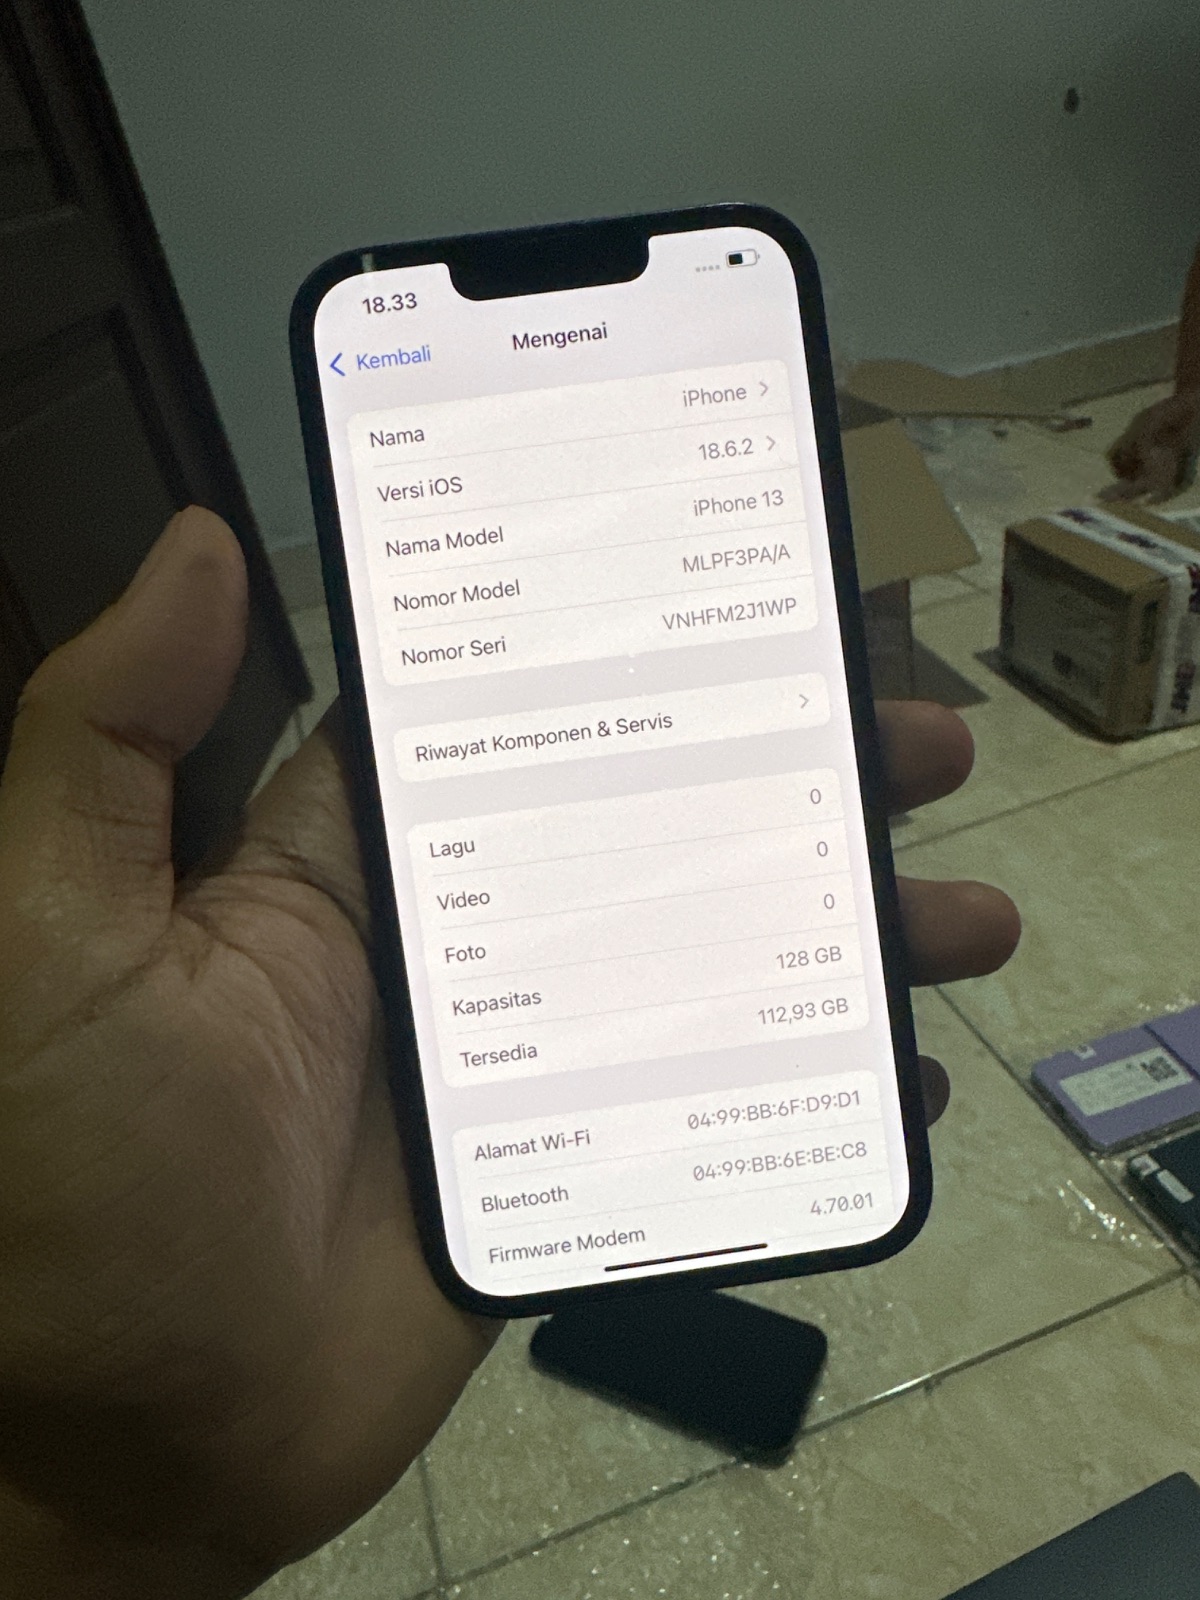 18.33
Kembali
Mengenai
Nama iPhone
Versi iOS 18.6.2
Nama Model iPhone 13
Nomor Model MLPF3PA/A
Nomor Seri VNHFM2J1WP
Riwayat Komponen & Servis
Lagu 0
Video 0
Foto 0
Kapasitas 128 GB
Tersedia 112,93 GB
Alamat Wi-Fi 04:99:BB:6F:D9:D1
Bluetooth 04:99:BB:6E:BE:C8
Firmware Modem 4.70.01